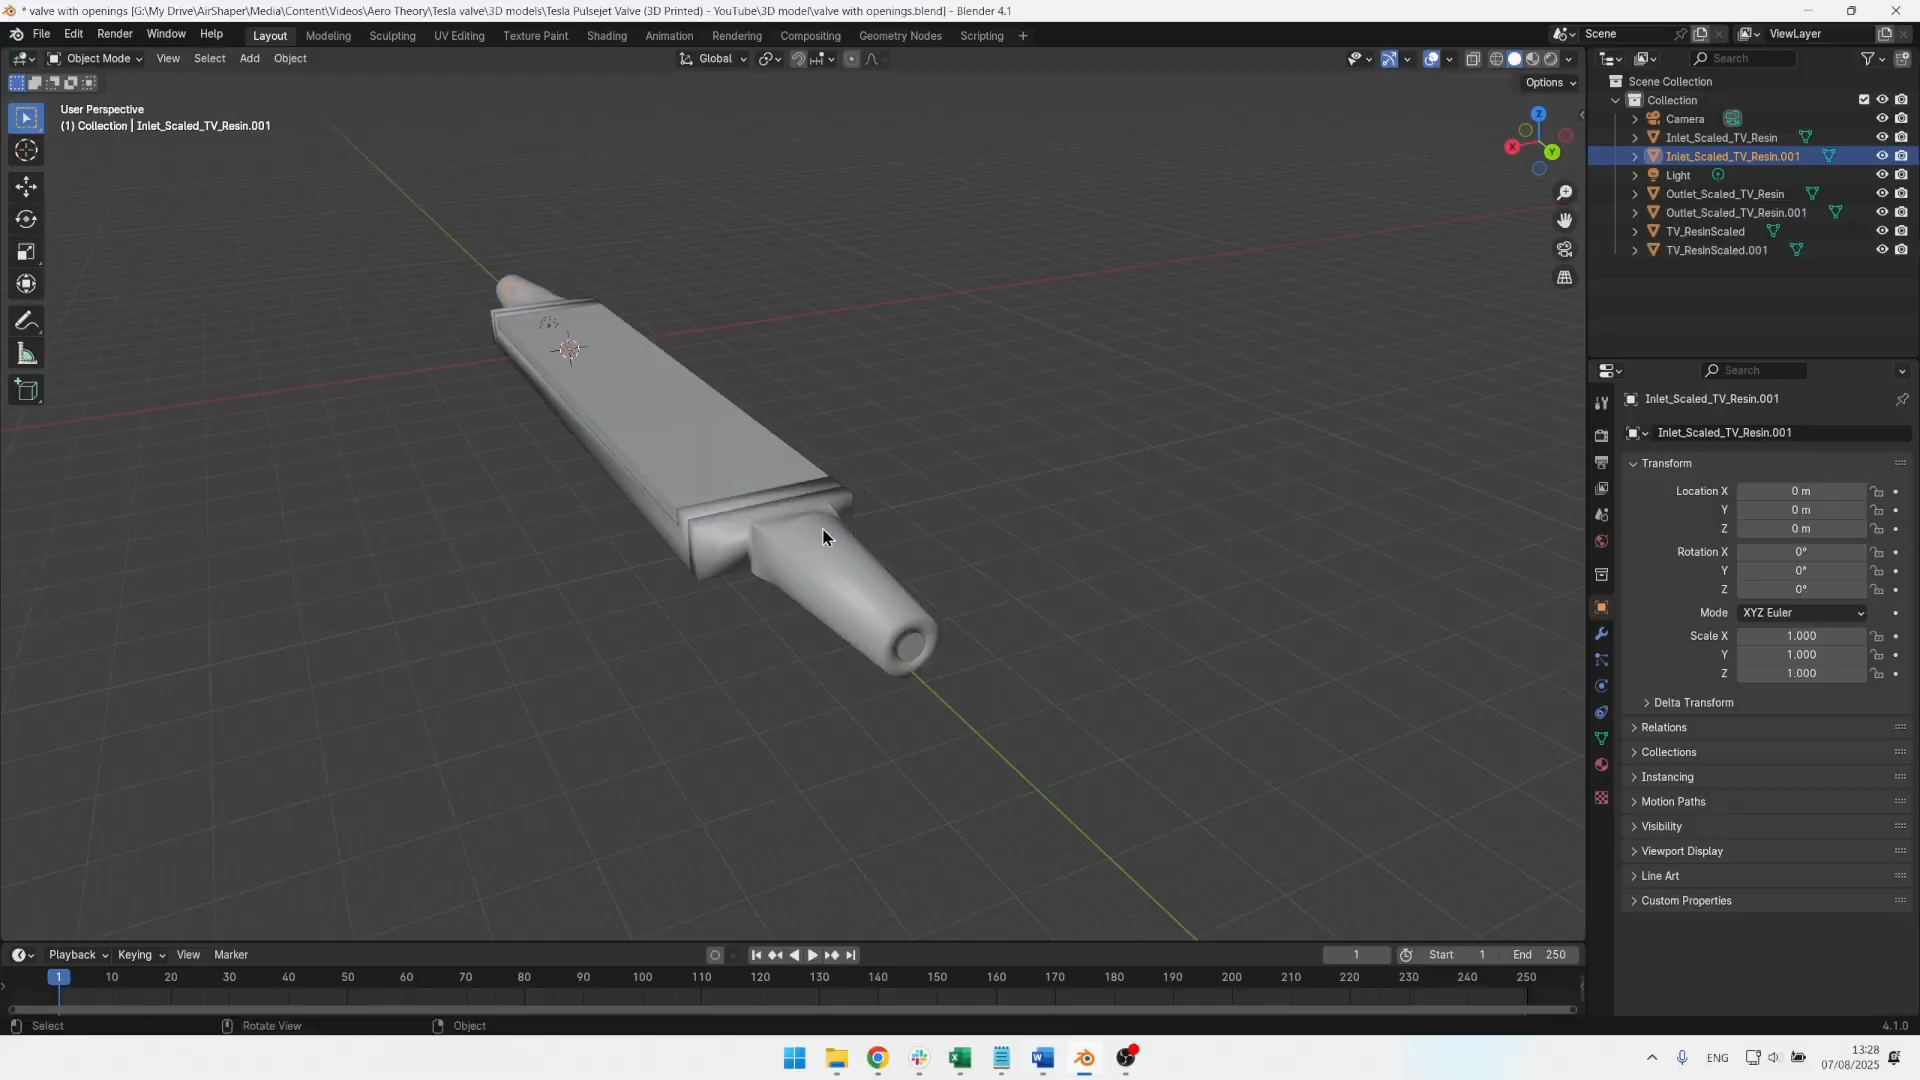 * valve with openings [G:\My Drive\AirShaper\Media\Content\Videos\Aero Theory\Tesla valve\3D models\Tesla Pulsejet Valve (3D Printed) - YouTube\3D model\valve with openings.blend] - Blender 4.1
File Edit Render Window Help Layout Modeling Sculpting UV Editing Texture Paint Shading Animation Rendering Compositing Geometry Nodes Scripting + Scene ViewLayer
Object Mode View Select Add Object Global Search
Options
User Perspective
(1) Collection | Inlet_Scaled_TV_Resin.001
Z
X
Y
Scene Collection
Collection
Camera
Inlet_Scaled_TV_Resin
Inlet_Scaled_TV_Resin.001
Light
Outlet_Scaled_TV_Resin
Outlet_Scaled_TV_Resin.001
TV_ResinScaled
TV_ResinScaled.001
Search
Inlet_Scaled_TV_Resin.001
Inlet_Scaled_TV_Resin.001
Transform
Location X 0 m
Y 0 m
Z 0 m
Rotation X 0°
Y 0°
Z 0°
Mode XYZ Euler
Scale X 1.000
Y 1.000
Z 1.000
Delta Transform
Relations
Collections
Instancing
Motion Paths
Visibility
Viewport Display
Line Art
Custom Properties
Playback Keying View Marker 1 Start 1 End 250
1 10 20 30 40 50 60 70 80 90 100 110 120 130 140 150 160 170 180 190 200 210 220 230 240 250
Select Rotate View Object 4.1.0
ENG
13:28
07/08/2025